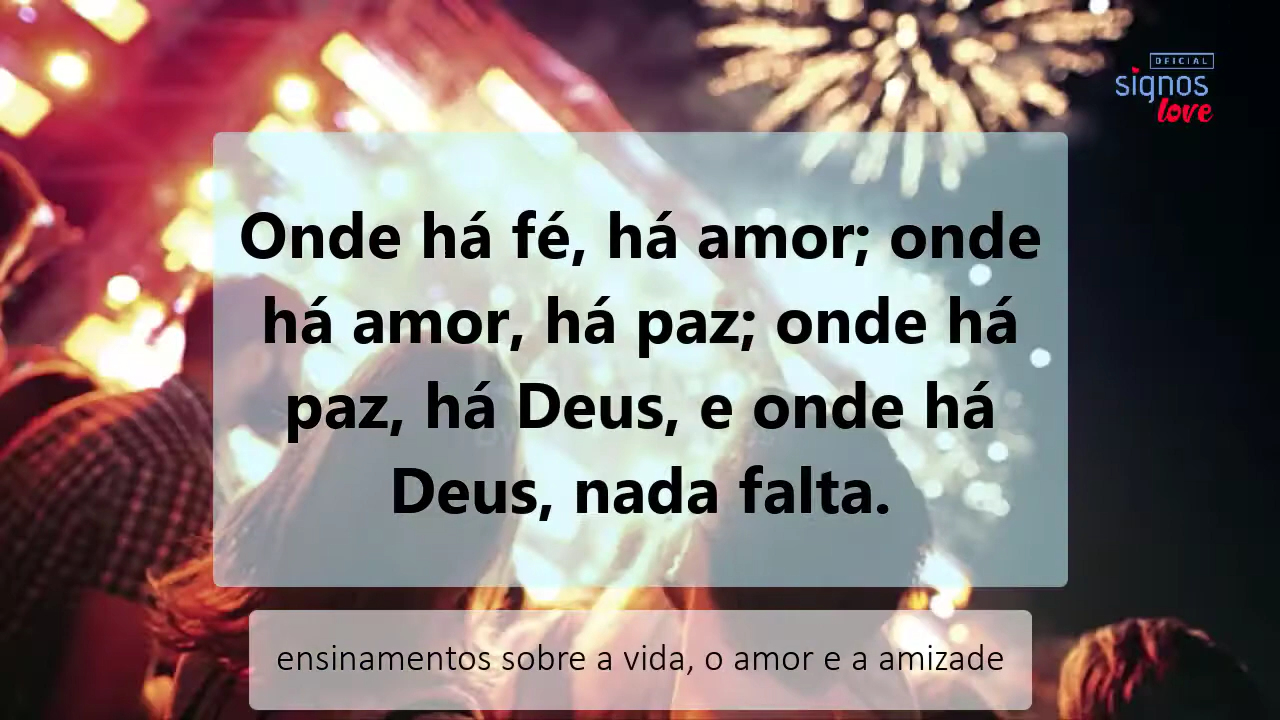 OFICIAL
signos
love
Onde há fé, há amor; onde
há amor, há paz; onde há
paz, há Deus, e onde há
Deus, nada falta.
ensinamentos sobre a vida, o amor e a amizade